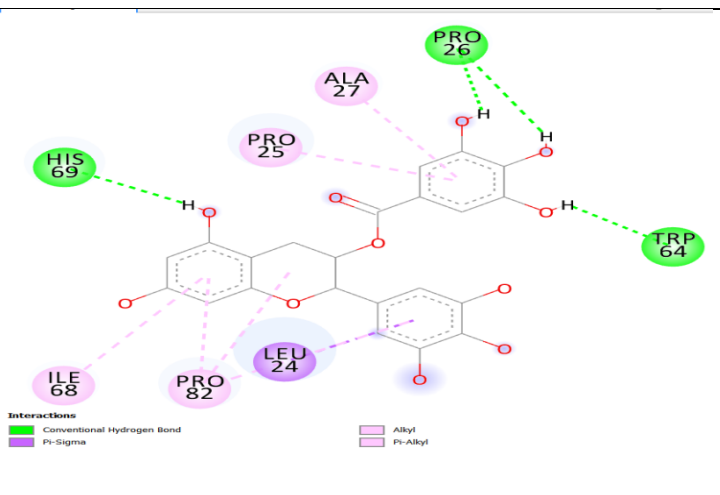 PRO
26
ALA
27
H
O
H
PRO
25
O
HIS
69
O
H
O
H
O
O
TRP
64
O
O
O
O
LEU
24
O
ILE
68
PRO
82
O
Interactions
Conventional Hydrogen Bond
Pi-Sigma
Alkyl
Pi-Alkyl